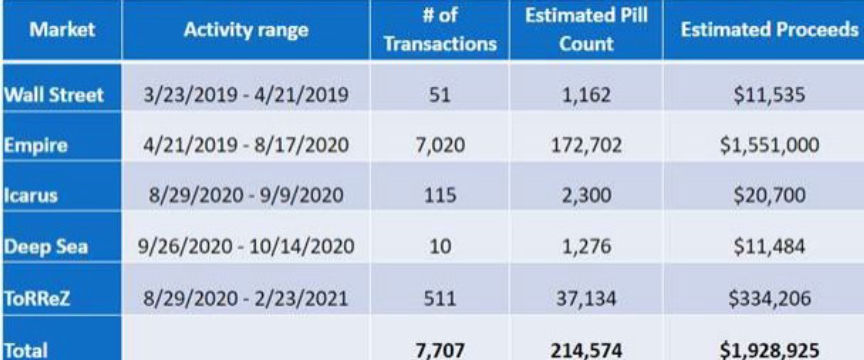 Market Activity range # of Transactions Estimated Pill Count Estimated Proceeds
Wall Street 3/23/2019 - 4/21/2019 51 1,162 $11,535
Empire 4/21/2019 - 8/17/2020 7,020 172,702 $1,551,000
Icarus 8/29/2020 - 9/9/2020 115 2,300 $20,700
Deep Sea 9/26/2020 - 10/14/2020 10 1,276 $11,484
ToRReZ 8/29/2020 - 2/23/2021 511 37,134 $334,206
Total 7,707 214,574 $1,928,925